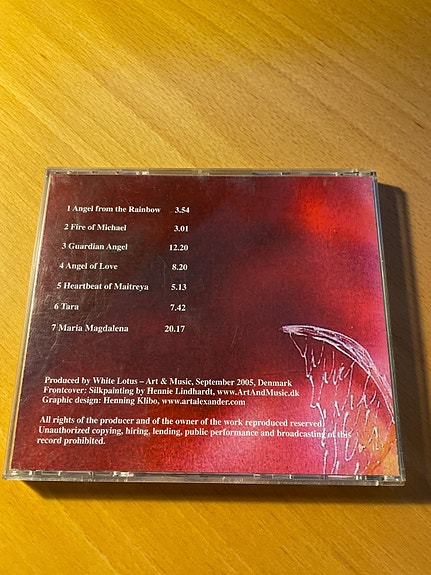 1 Angel from the Rainbow 3.54
2 Fire of Michael 3.01
3 Guardian Angel 12.20
4 Angel of Love 8.20
5 Heartbeat of Maitreya 5.13
6 Tara 7.42
7 Maria Magdalena 20.17
Produced by White Lotus – Art & Music, September 2005, Denmark
Frontcover: Silkpainting by Hennie Lindhardt, www.ArtAndMusic.dk
Graphic design: Henning Klibo, www.artalexander.com
All rights of the producer and of the owner of the work reproduced reserved
Unauthorized copying, hiring, lending, public performance and broadcasting of this
record prohibited.